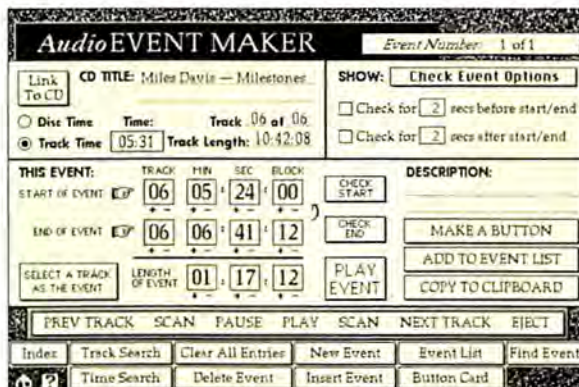 Audio EVENT MAKER
Event Number: 1 of 1
Link To CD
CD TITLE: Miles Davis — Milestones
Disc Time Time: Track 06 of 06
Track Time 05:31 Track Length: 10:42:08
SHOW: Check Event Options
Check for 2 secs before start/end
Check for 2 secs after start/end
THIS EVENT: TRACK MIN SEC BLOCK
START OF EVENT 06 05 : 24 : 00 CHECK START
+ - + - + - + -
END OF EVENT 06 06 : 41 : 12 CHECK END
+ - + - + - + -
SELECT A TRACK AS THE EVENT
LENGTH OF EVENT 01 : 17 : 12 PLAY EVENT
+ - + - + -
DESCRIPTION:
MAKE A BUTTON
ADD TO EVENT LIST
COPY TO CLIPBOARD
PREV TRACK SCAN PAUSE PLAY SCAN NEXT TRACK EJECT
Index Track Search Clear All Entries New Event Event List Find Event
? Time Search Delete Event Insert Event Button Card